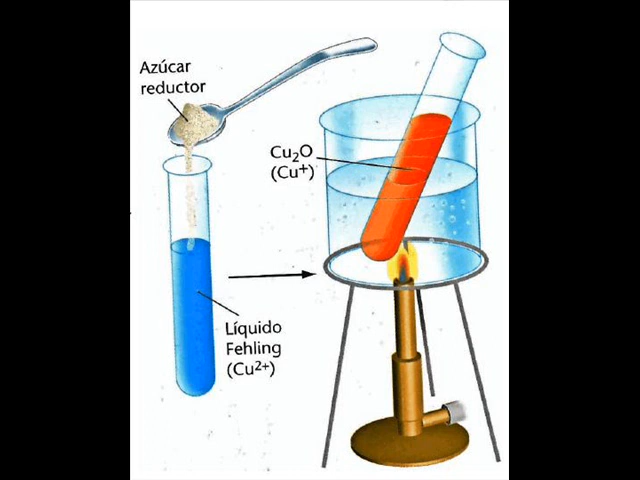 Azúcar
reductor
Cu₂O
(Cu⁺)
Líquido
Fehling
(Cu²⁺)